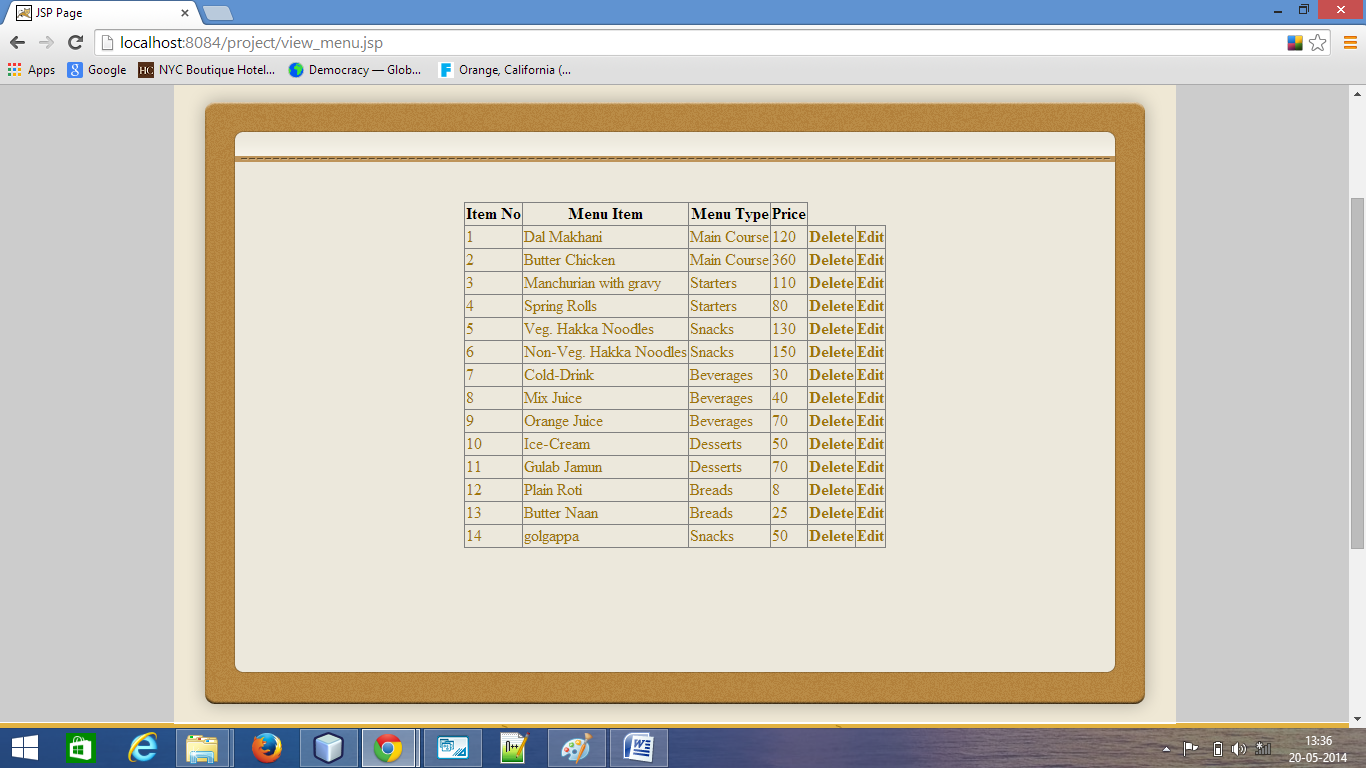 JSP Page
localhost:8084/project/view_menu.jsp
Apps Google HC NYC Boutique Hotel... Democracy — Glob... F Orange, California (...
Item No Menu Item Menu Type Price
1 Dal Makhani Main Course 120 Delete Edit
2 Butter Chicken Main Course 360 Delete Edit
3 Manchurian with gravy Starters 110 Delete Edit
4 Spring Rolls Starters 80 Delete Edit
5 Veg. Hakka Noodles Snacks 130 Delete Edit
6 Non-Veg. Hakka Noodles Snacks 150 Delete Edit
7 Cold-Drink Beverages 30 Delete Edit
8 Mix Juice Beverages 40 Delete Edit
9 Orange Juice Beverages 70 Delete Edit
10 Ice-Cream Desserts 50 Delete Edit
11 Gulab Jamun Desserts 70 Delete Edit
12 Plain Roti Breads 8 Delete Edit
13 Butter Naan Breads 25 Delete Edit
14 golgappa Snacks 50 Delete Edit
13:36
20-05-2014